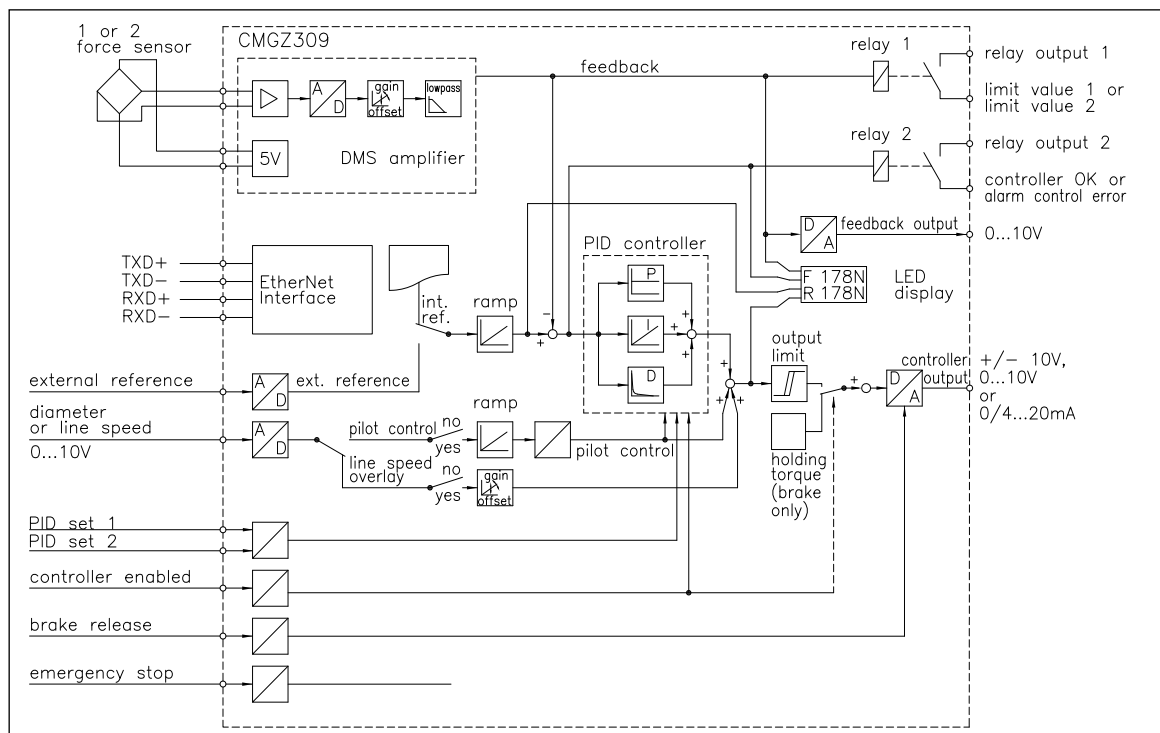 1 or 2
force sensor
CMGZ309
A
D
gain
offset
lowpass
5V
DMS amplifier
feedback
relay 1
relay output 1
limit value 1 or
limit value 2
relay 2
relay output 2
controller OK or
alarm control error
D
A
feedback output
0...10V
PID controller
F 178N
R 178N
LED
display
TXD+
TXD-
RXD+
RXD-
EtherNet
Interface
int.
ref.
ramp
-
+
P
I
D
+
+
+
+
+
+
output
limit
+
D
A
controller
output
+/- 10V,
0...10V
or
0/4...20mA
external reference
A
D
ext. reference
diameter
or line speed
0...10V
A
D
pilot control
no
yes
ramp
pilot control
line speed
overlay
no
yes
gain
offset
holding
torque
(brake
only)
PID set 1
PID set 2
controller enabled
brake release
emergency stop